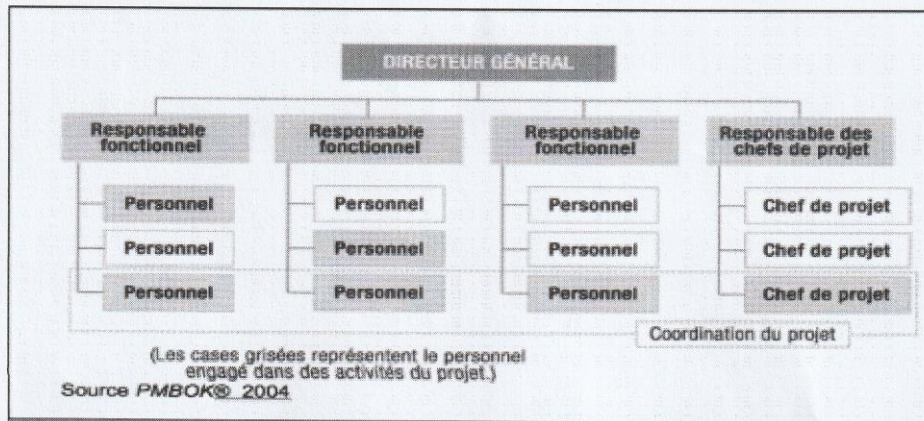 DIRECTEUR GÉNÉRAL
Responsable
fonctionnel
Responsable
fonctionnel
Responsable
fonctionnel
Responsable des
chefs de projet
Personnel
Personnel
Personnel
Chef de projet
Personnel
Personnel
Personnel
Chef de projet
Personnel
Personnel
Personnel
Chef de projet
Coordination du projet
(Les cases grisées représentent le personnel
engagé dans des activités du projet.)
Source PMBOK® 2004